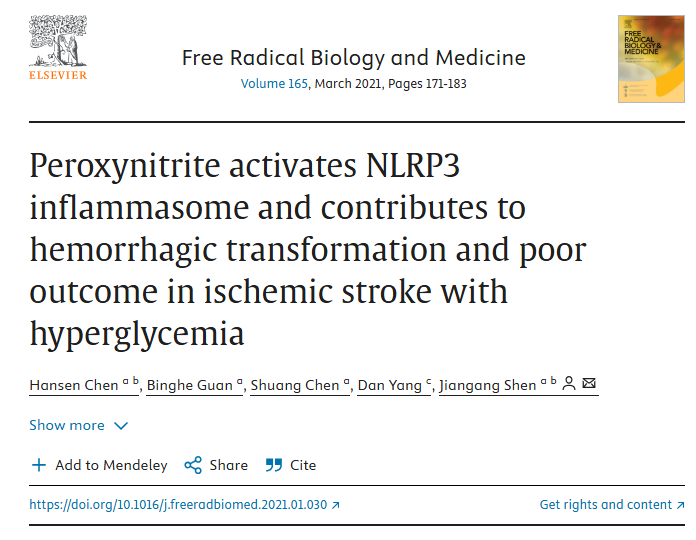 ELSEVIER
Free Radical Biology and Medicine
Volume 165, March 2021, Pages 171-183
FREE
RADICAL
BIOLOGY &
MEDICINE
Peroxynitrite activates NLRP3
inflammasome and contributes to
hemorrhagic transformation and poor
outcome in ischemic stroke with
hyperglycemia
Hansen Chen a b, Binghe Guan a, Shuang Chen a, Dan Yang c, Jiangang Shen a b
Show more
Add to Mendeley Share Cite
https://doi.org/10.1016/j.freeradbiomed.2021.01.030
Get rights and content